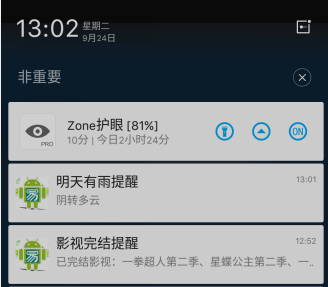 13:02
星期二
9月24日
非重要
Zone护眼 [81%]
10分 | 今日2小时24分
PRO
ON
明天有雨提醒
13:01
阴转多云
影视完结提醒
12:52
已完结影视：一拳超人第二季、星蝶公主第二季、一..